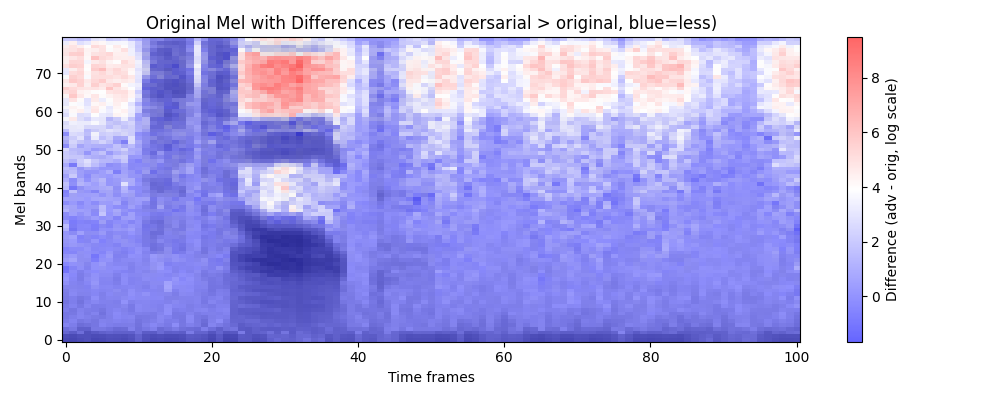 Original Mel with Differences (red=adversarial > original, blue=less)
Mel bands
70
60
50
40
30
20
10
0
0 20 40 60 80 100
Time frames
8
6
4
2
0
Difference (adv - orig, log scale)